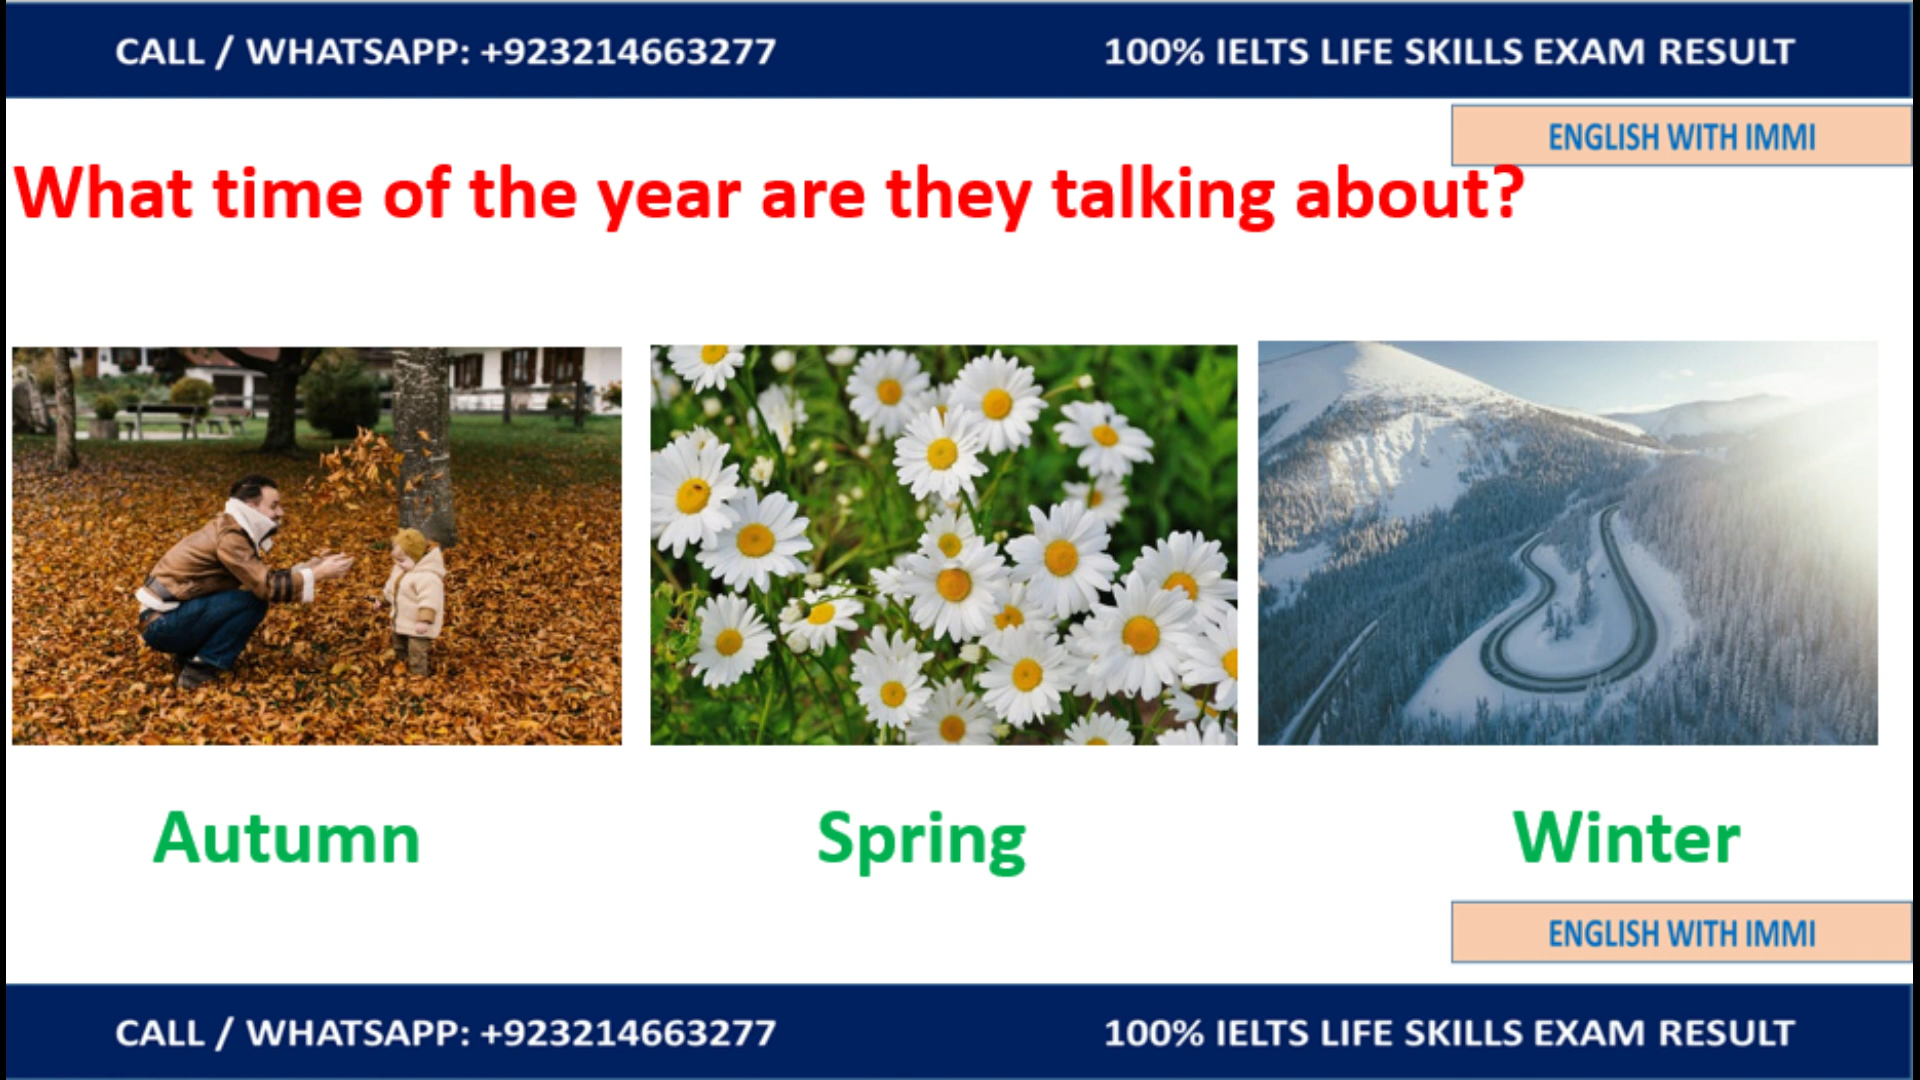 CALL / WHATSAPP: +923214663277
100% IELTS LIFE SKILLS EXAM RESULT
ENGLISH WITH IMMI
What time of the year are they talking about?
Autumn
Spring
Winter
ENGLISH WITH IMMI
CALL / WHATSAPP: +923214663277
100% IELTS LIFE SKILLS EXAM RESULT